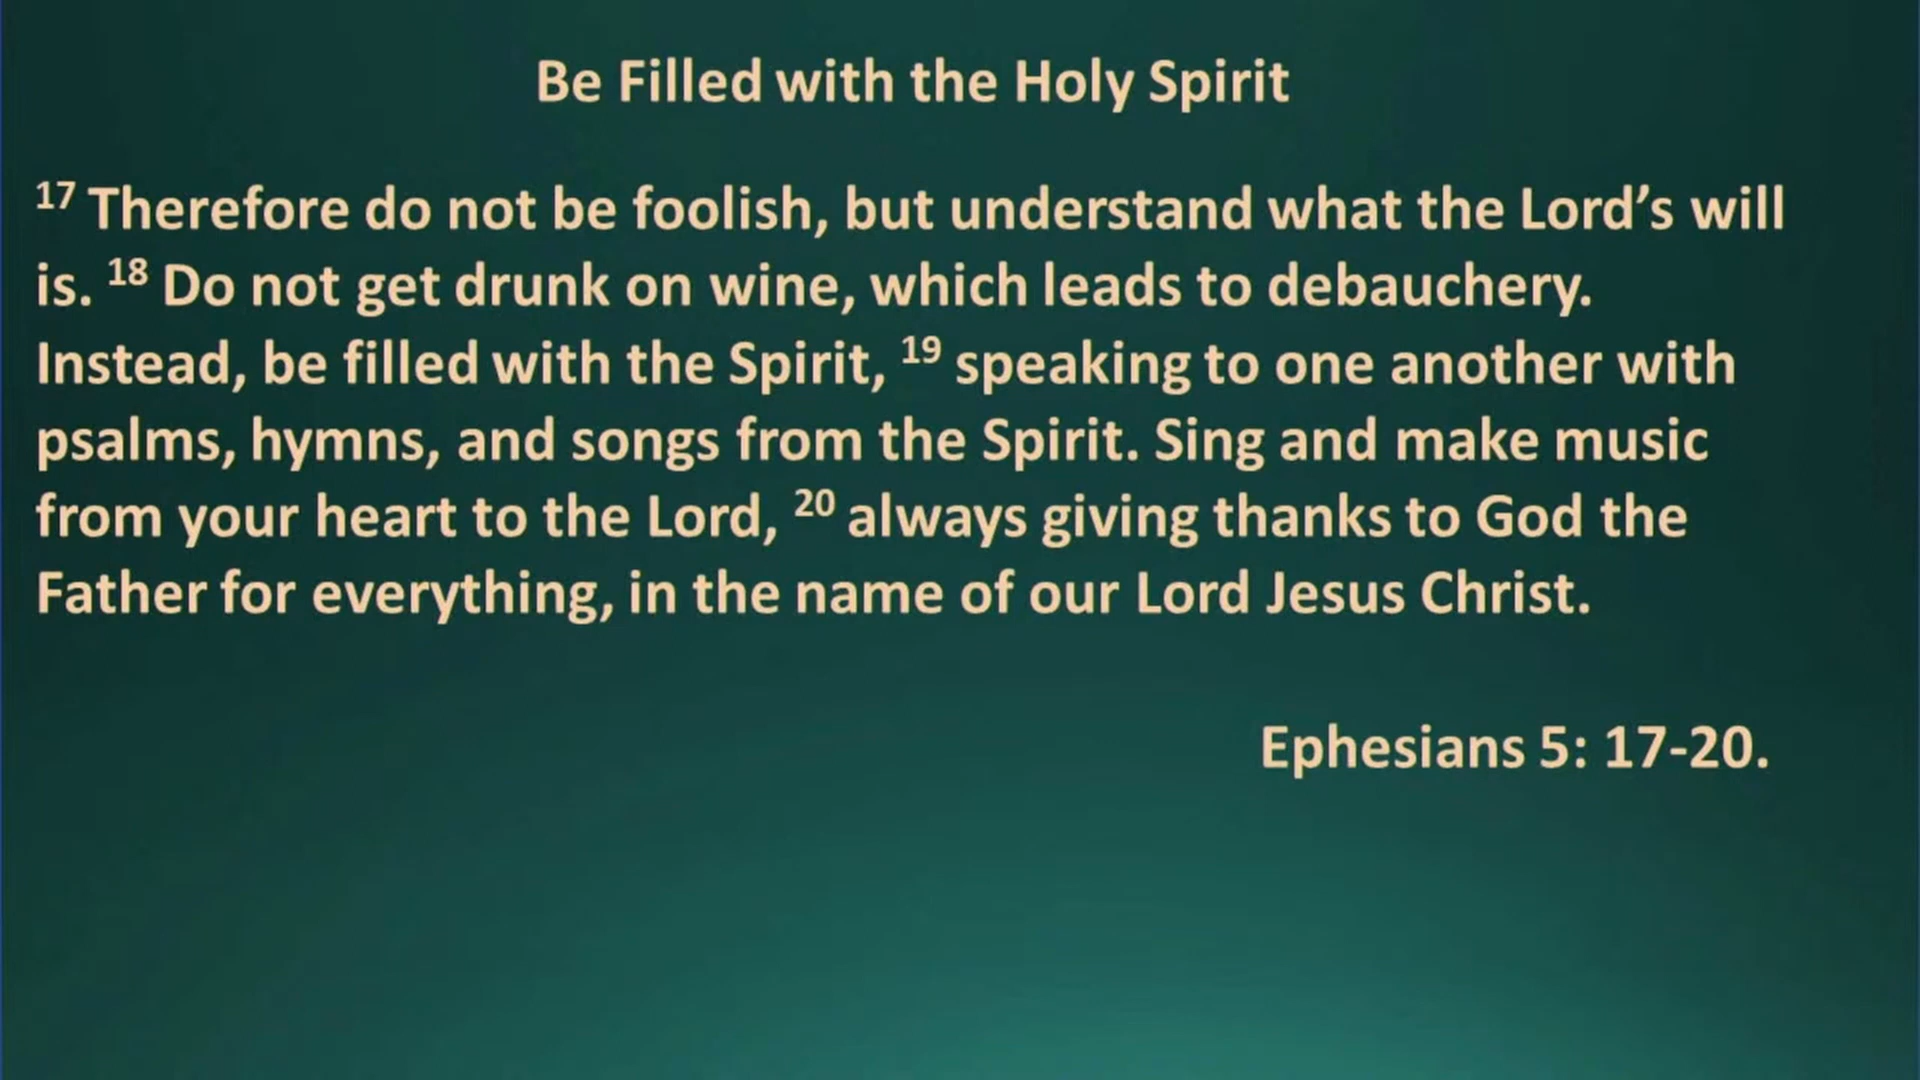 Be Filled with the Holy Spirit
17 Therefore do not be foolish, but understand what the Lord’s will
is. 18 Do not get drunk on wine, which leads to debauchery.
Instead, be filled with the Spirit, 19 speaking to one another with
psalms, hymns, and songs from the Spirit. Sing and make music
from your heart to the Lord, 20 always giving thanks to God the
Father for everything, in the name of our Lord Jesus Christ.
Ephesians 5: 17-20.